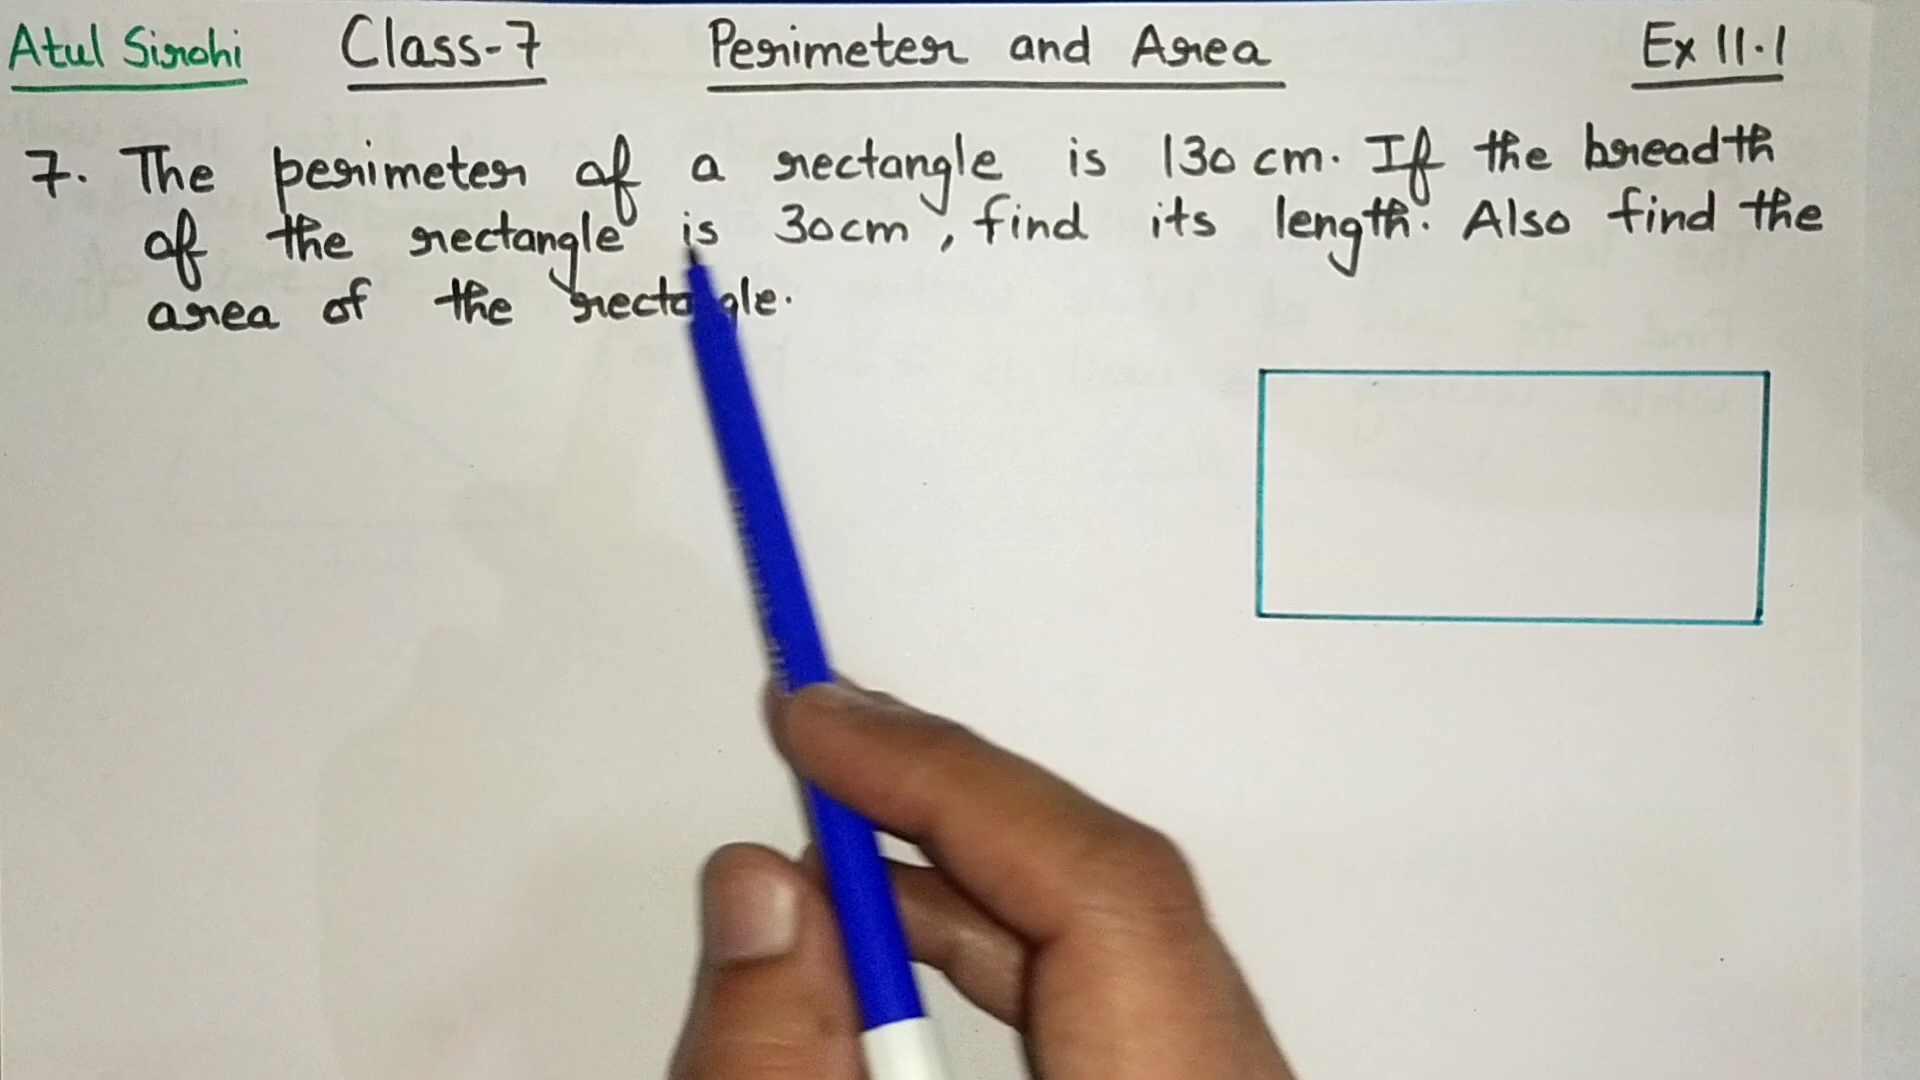 Atul Sirohi Class-7 Perimeter and Area Ex 11.1
7. The perimeter of a rectangle is 130 cm. If the breadth
of the rectangle is 30cm, find its length. Also find the
area of the rectangle.